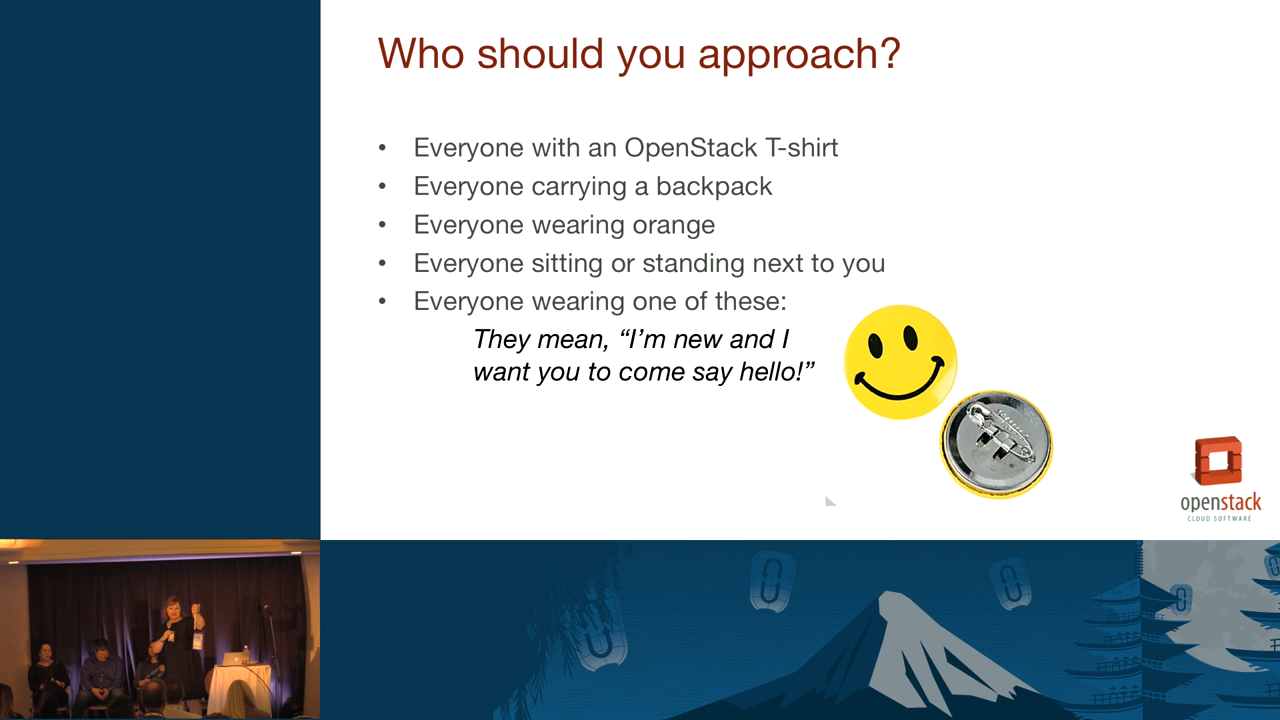 Who should you approach?
• Everyone with an OpenStack T-shirt
• Everyone carrying a backpack
• Everyone wearing orange
• Everyone sitting or standing next to you
• Everyone wearing one of these:
They mean, “I’m new and I
want you to come say hello!”
openstack
CLOUD SOFTWARE